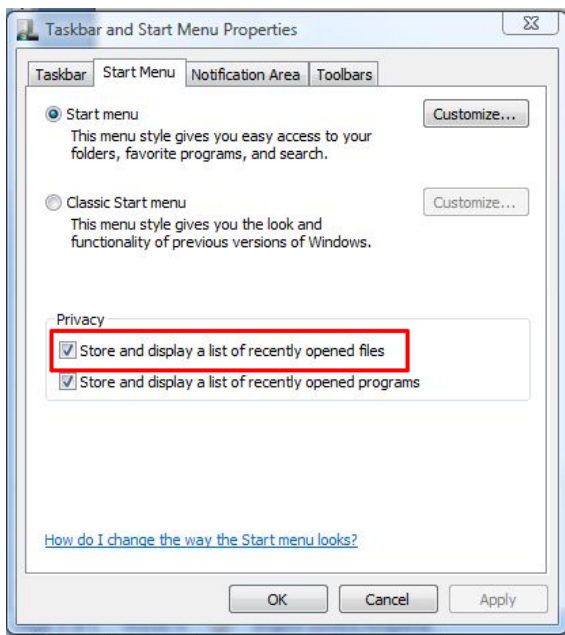 Taskbar and Start Menu Properties
Taskbar Start Menu Notification Area Toolbars
Start menu Customize...
This menu style gives you easy access to your
folders, favorite programs, and search.
Classic Start menu Customize...
This menu style gives you the look and
functionality of previous versions of Windows.
Privacy
Store and display a list of recently opened files
Store and display a list of recently opened programs
How do I change the way the Start menu looks?
OK Cancel Apply